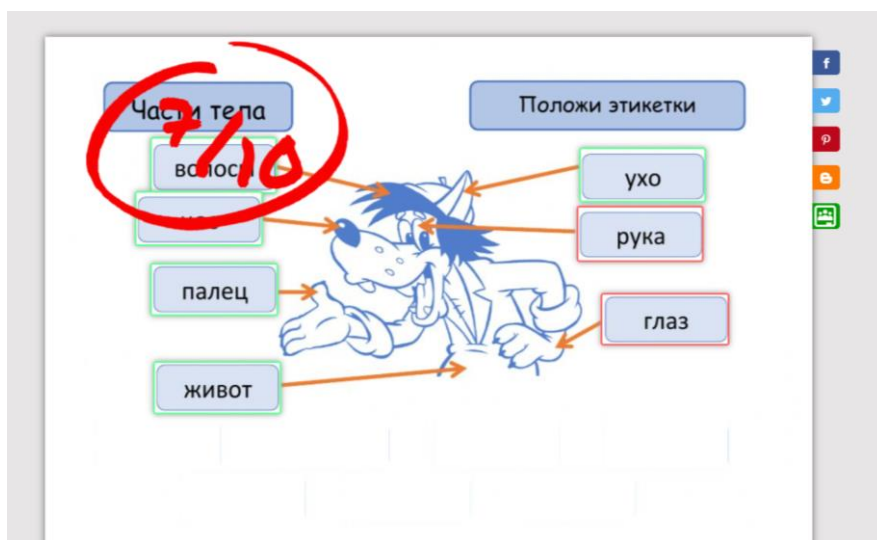 Части тела
7/10
Положи этикетки
волосы
ухо
рука
палец
глаз
живот